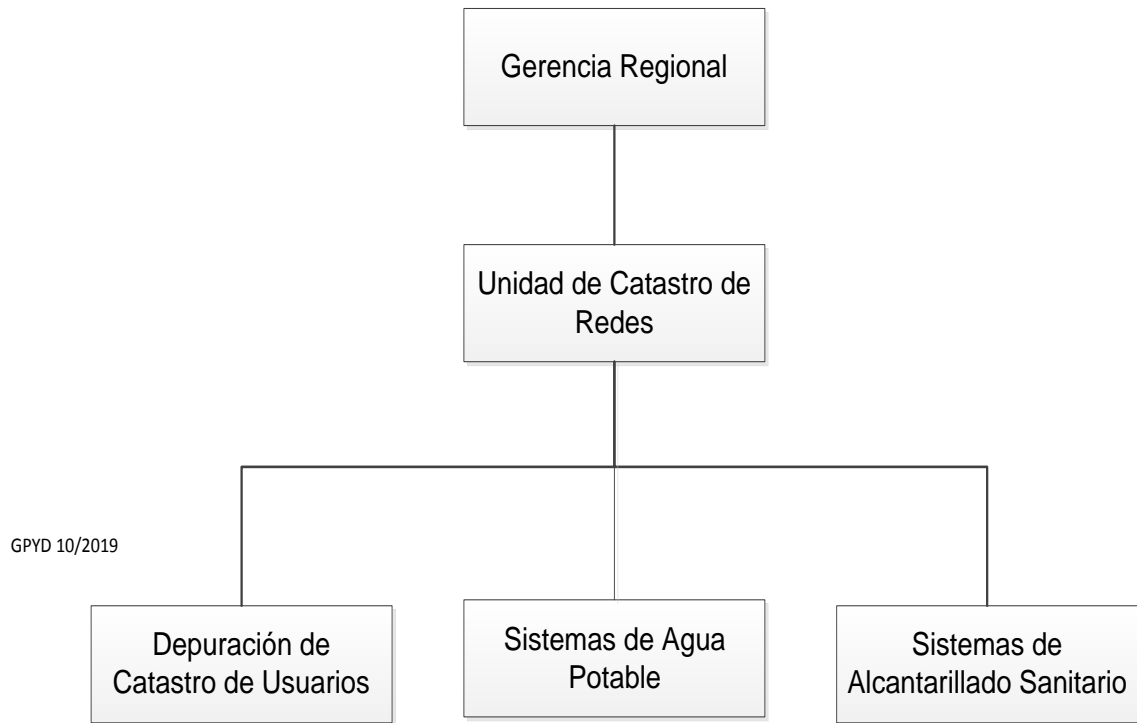 Gerencia Regional
Unidad de Catastro de
Redes
GPYD 10/2019
Depuración de
Catastro de Usuarios
Sistemas de Agua
Potable
Sistemas de
Alcantarillado Sanitario